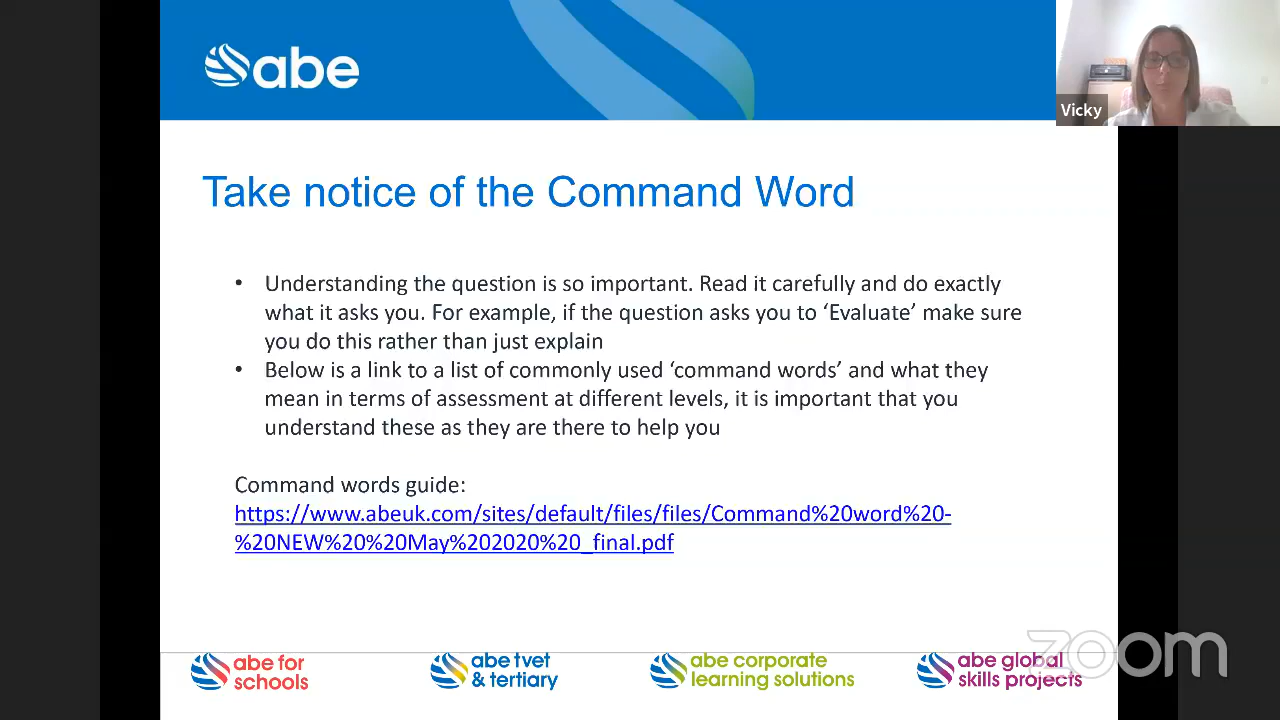 abe
Vicky
Take notice of the Command Word
• Understanding the question is so important. Read it carefully and do exactly
what it asks you. For example, if the question asks you to ‘Evaluate’ make sure
you do this rather than just explain
• Below is a link to a list of commonly used ‘command words’ and what they
mean in terms of assessment at different levels, it is important that you
understand these as they are there to help you
Command words guide:
https://www.abeuk.com/sites/default/files/files/Command%20word%20-
%20NEW%20%20May%202020%20_final.pdf
abe for
schools
abe tvet
& tertiary
abe corporate
learning solutions
abe global
skills projects
zoom